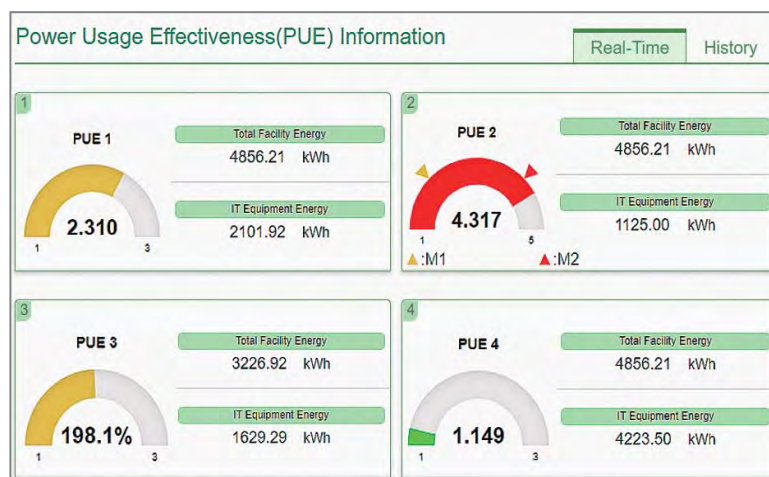 Power Usage Effectiveness(PUE) Information
Real-Time
History
1
PUE 1
2.310
1
3
Total Facility Energy
4856.21 kWh
IT Equipment Energy
2101.92 kWh
2
PUE 2
4.317
1
5
:M1
:M2
Total Facility Energy
4856.21 kWh
IT Equipment Energy
1125.00 kWh
3
PUE 3
198.1%
1
3
Total Facility Energy
3226.92 kWh
IT Equipment Energy
1629.29 kWh
4
PUE 4
1.149
1
3
Total Facility Energy
4856.21 kWh
IT Equipment Energy
4223.50 kWh